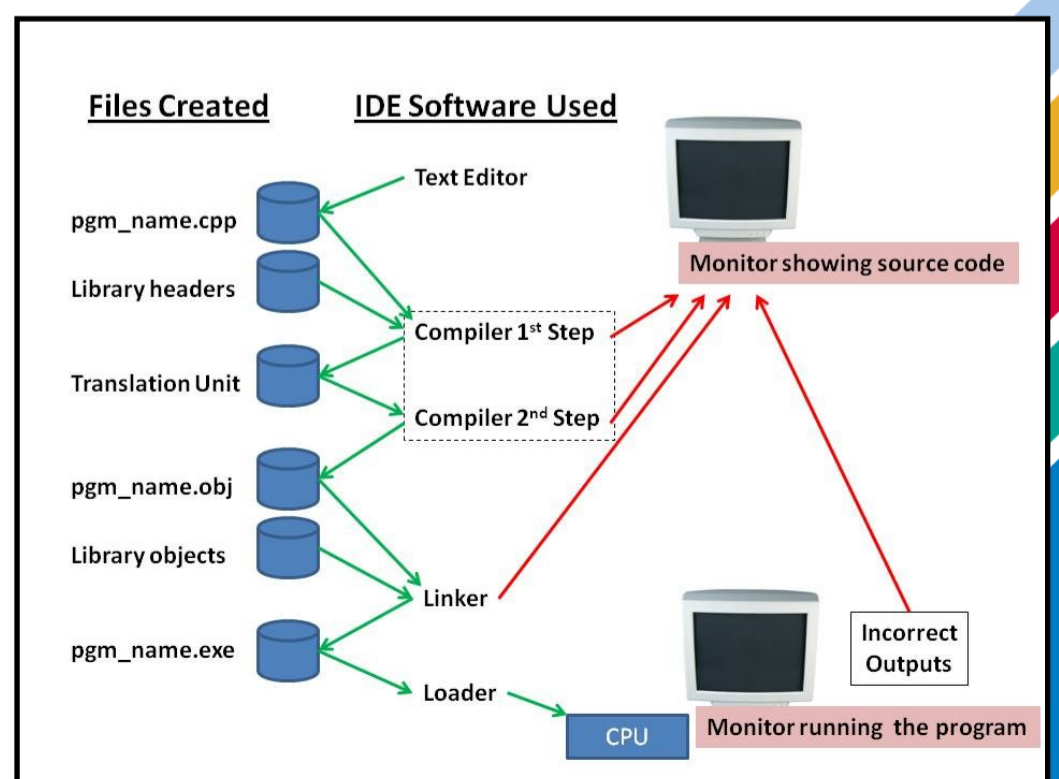 Files Created
IDE Software Used
Text Editor
pgm_name.cpp
Monitor showing source code
Library headers
Compiler 1st Step
Translation Unit
Compiler 2nd Step
pgm_name.obj
Library objects
Linker
pgm_name.exe
Incorrect
Outputs
Loader
CPU
Monitor running the program